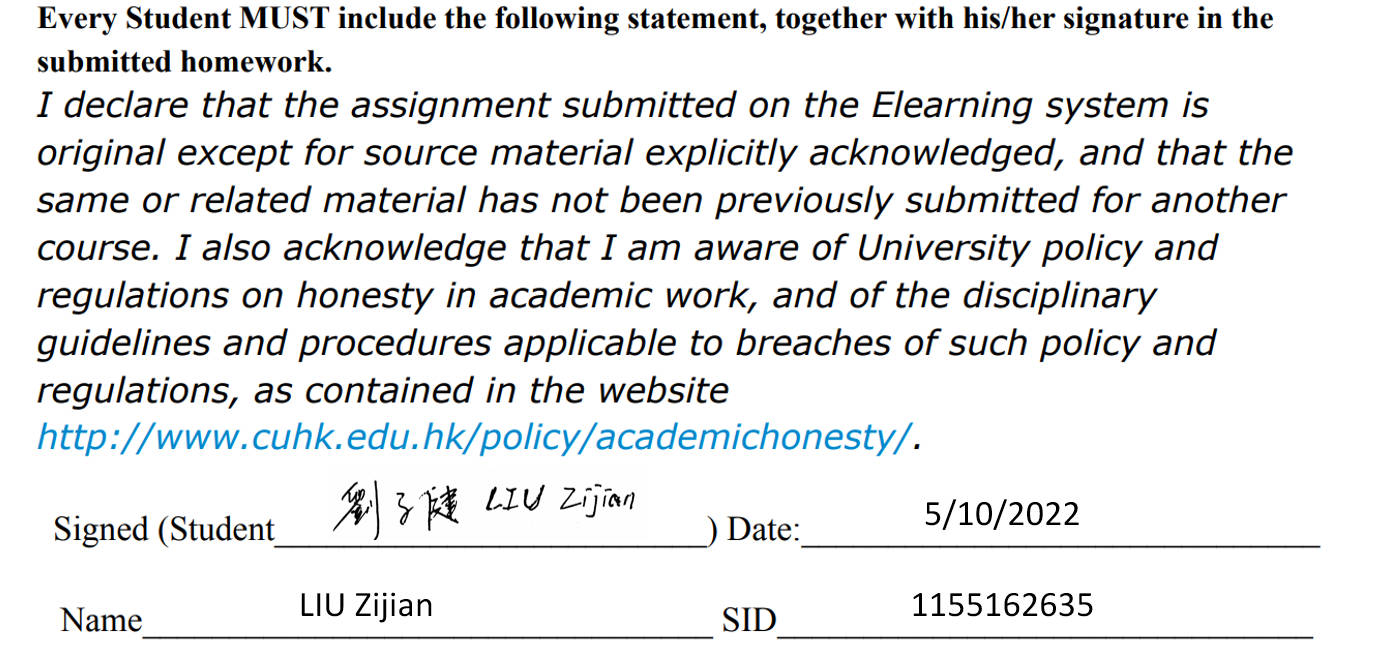 Every Student MUST include the following statement, together with his/her signature in the
submitted homework.
I declare that the assignment submitted on the Elearning system is
original except for source material explicitly acknowledged, and that the
same or related material has not been previously submitted for another
course. I also acknowledge that I am aware of University policy and
regulations on honesty in academic work, and of the disciplinary
guidelines and procedures applicable to breaches of such policy and
regulations, as contained in the website
http://www.cuhk.edu.hk/policy/academichonesty/.
Signed (Student 劉子健 LIU Zijian ) Date: 5/10/2022
Name LIU Zijian SID 1155162635